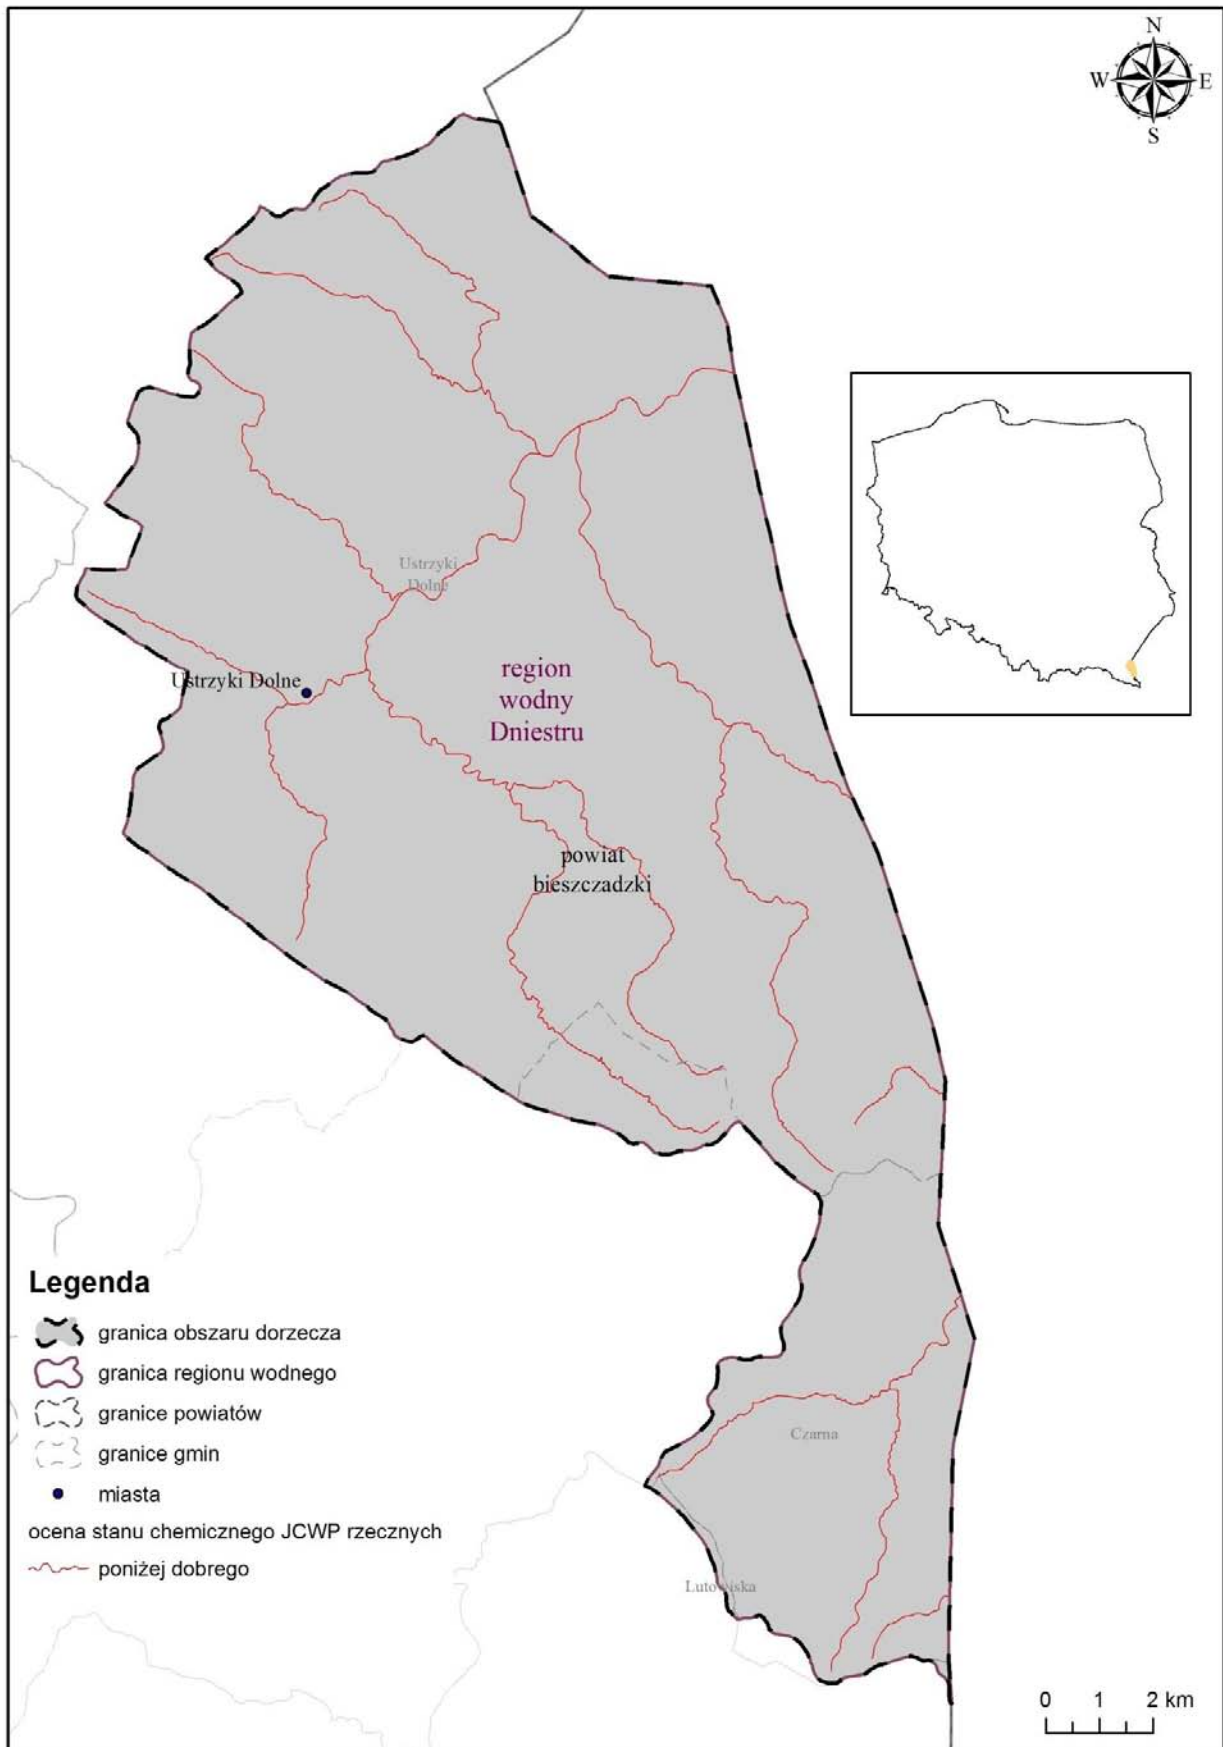 N
W E
S
Ustrzyki
Dolne
Ustrzyki Dolne
region
wodny
Dniestru
powiat
bieszczadzki
Czarna
Lutowiska
Legenda
granica obszaru dorzecza
granica regionu wodnego
granice powiatów
granice gmin
miasta
ocena stanu chemicznego JCWP rzecznych
poniżej dobrego
0 1 2 km